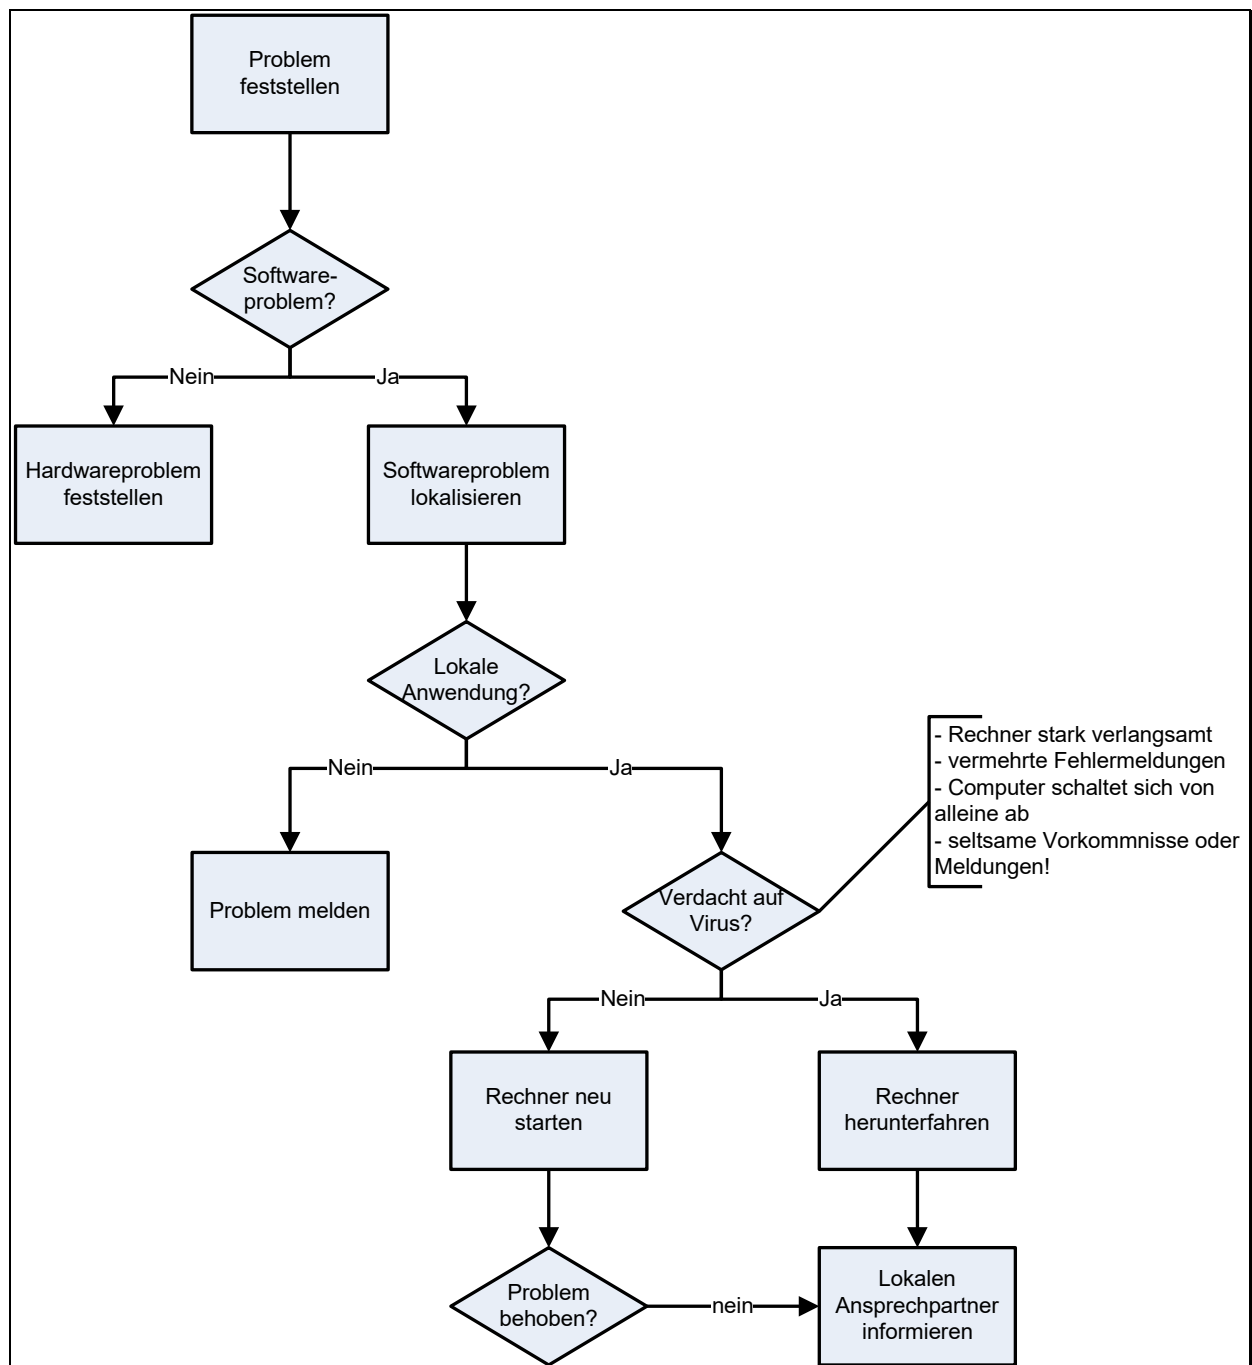 Problem
feststellen
Software-
problem?
Nein
Ja
Hardwareproblem
feststellen
Softwareproblem
lokalisieren
Lokale
Anwendung?
Nein
Ja
- Rechner stark verlangsamt
- vermehrte Fehlermeldungen
- Computer schaltet sich von
alleine ab
- seltsame Vorkommnisse oder
Meldungen!
Problem melden
Verdacht auf
Virus?
Nein
Ja
Rechner neu
starten
Rechner
herunterfahren
Problem
behoben?
nein
Lokalen
Ansprechpartner
informieren